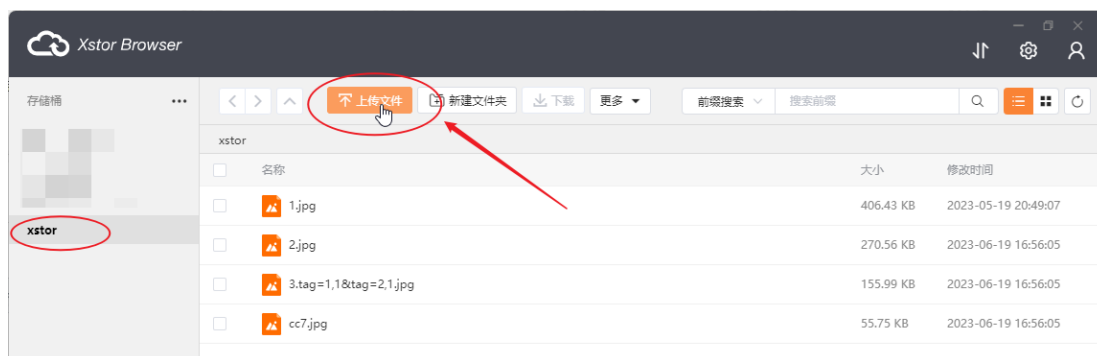 Xstor Browser
存储桶 ••• 上传文件 新建文件夹 下载 更多 前缀搜索 搜索前缀
xstor
名称 大小 修改时间
1.jpg 406.43 KB 2023-05-19 20:49:07
xstor
2.jpg 270.56 KB 2023-06-19 16:56:05
3.tag=1,1&tag=2,1.jpg 155.99 KB 2023-06-19 16:56:05
cc7.jpg 55.75 KB 2023-06-19 16:56:05